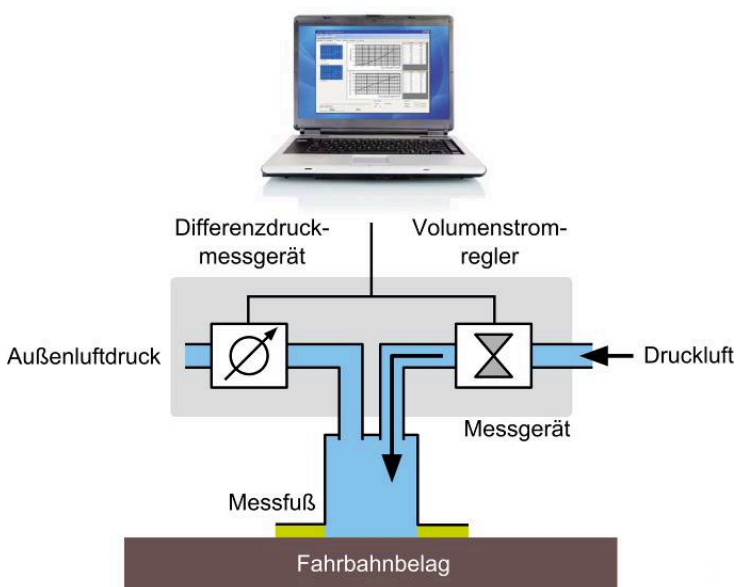 Differenzdruck-
messgerät
Volumenstrom-
regler
Außenluftdruck
Druckluft
Messgerät
Messfuß
Fahrbahnbelag